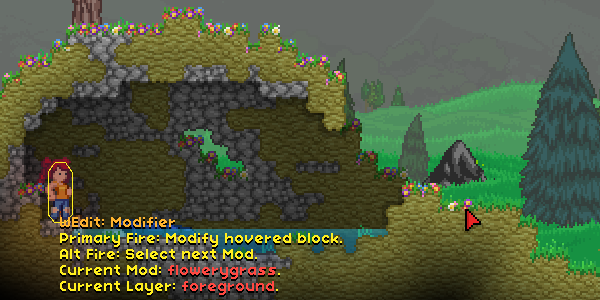 WEdit: Modifier
Primary Fire: Modify hovered block.
Alt Fire: Select next Mod.
Current Mod: flowerygrass.
Current Layer: foreground.